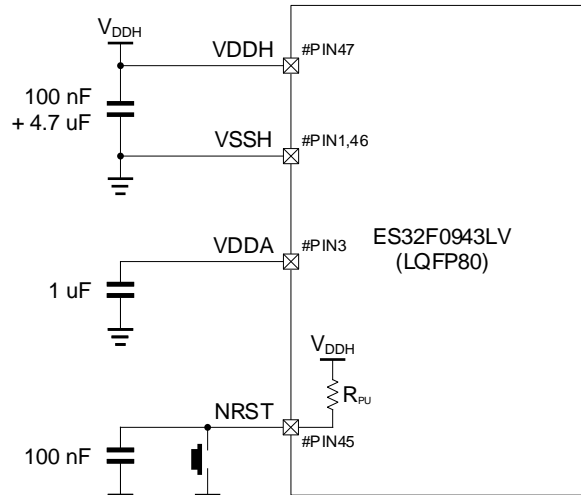 VDDH
VDDH
#PIN47
100 nF
+ 4.7 uF
VSSH
#PIN1,46
VDDA
#PIN3
ES32F0943LV
(LQFP80)
1 uF
VDDH
RPU
NRST
#PIN45
100 nF